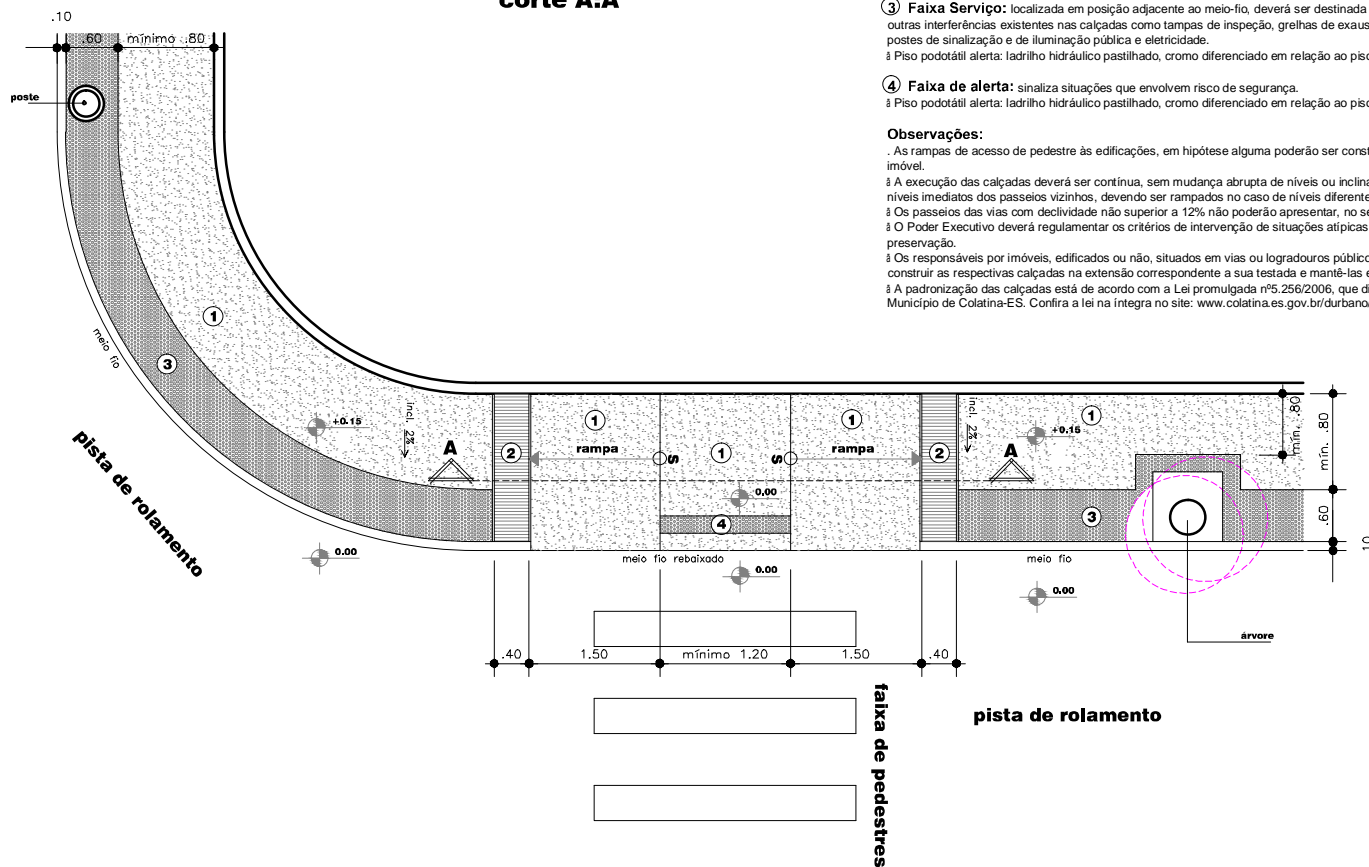 corte A.A
③ Faixa Serviço: localizada em posição adjacente ao meio-fio, deverá ser destinada
outras interferências existentes nas calçadas como tampas de inspeção, grelhas de exaus
postes de sinalização e de iluminação pública e eletricidade.
Piso podotátil alerta: ladrilho hidráulico pastilhado, cromo diferenciado em relação ao piso
④ Faixa de alerta: sinaliza situações que envolvem risco de segurança.
Piso podotátil alerta: ladrilho hidráulico pastilhado, cromo diferenciado em relação ao piso
Observações:
. As rampas de acesso de pedestre às edificações, em hipótese alguma poderão ser const
imóvel.
A execução das calçadas deverá ser contínua, sem mudança abrupta de níveis ou inclina
níveis imediatos dos passeios vizinhos, devendo ser rampados no caso de níveis diferente
Os passeios das vias com declividade não superior a 12% não poderão apresentar, no se
O Poder Executivo deverá regulamentar os critérios de intervenção de situações atípicas
preservação.
Os responsáveis por imóveis, edificados ou não, situados em vias ou logradouros público
construir as respectivas calçadas na extensão correspondente a sua testada e mantê-las e
A padronização das calçadas está de acordo com a Lei promulgada nº5.256/2006, que di
Município de Colatina-ES. Confira a lei na íntegra no site: www.colatina.es.gov.br/durbano/
.10
.60
mínimo .80
poste
①
③
meio fio
pista de rolamento
+0.15
incl. 2%
A
0.00
②
①
rampa
S
①
0.00
④
S
①
rampa
②
incl. 2%
+0.15
A
①
③
mín. .80
mín. .80
.60
.10
meio fio rebaixado
0.00
meio fio
0.00
árvore
.40
1.50
mínimo 1.20
1.50
.40
faixa de pedestres
pista de rolamento